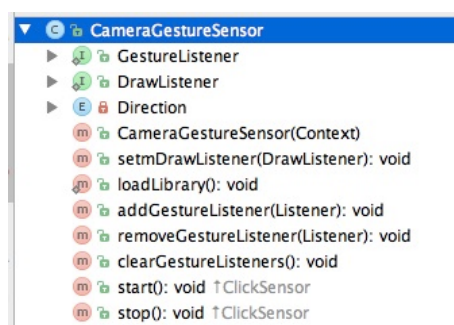 CameraGestureSensor
GestureListener
DrawListener
Direction
CameraGestureSensor(Context)
setmDrawListener(DrawListener): void
loadLibrary(): void
addGestureListener(Listener): void
removeGestureListener(Listener): void
clearGestureListeners(): void
start(): void ↑ClickSensor
stop(): void ↑ClickSensor